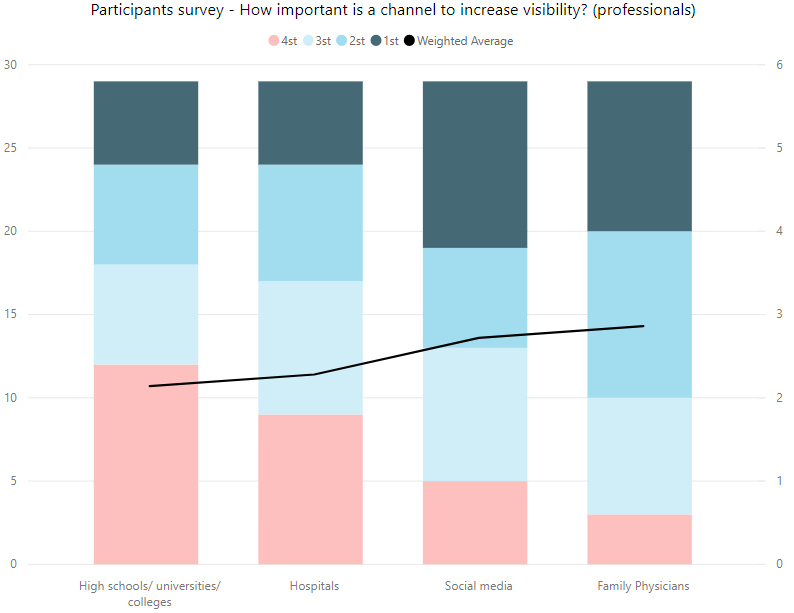 Participants survey - How important is a channel to increase visibility? (professionals)
4st 3st 2st 1st Weighted Average
30 6
25 5
20 4
15 3
10 2
5 1
0 0
High schools/ universities/ Hospitals Social media Family Physicians
colleges